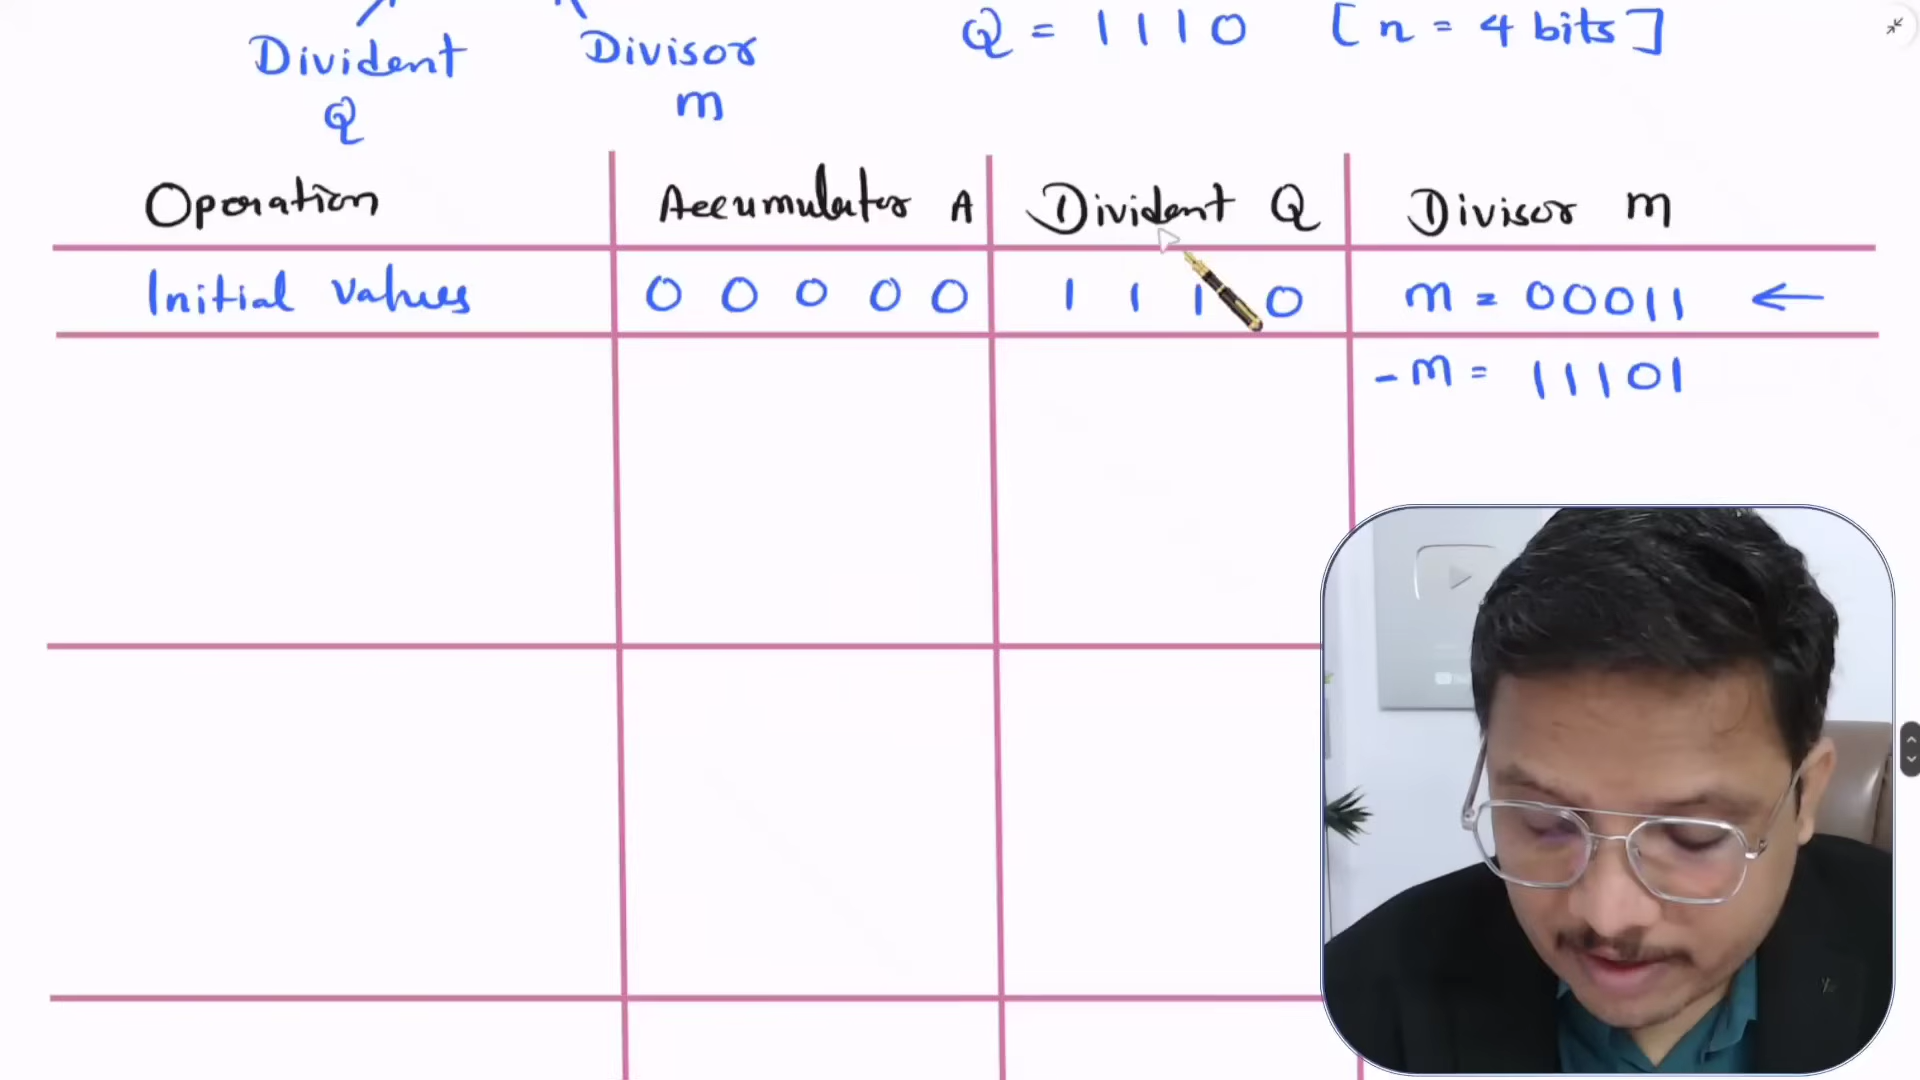 Divident Divisor Q = 1110 [n = 4 bits]
Q m
Operation Accumulator A Divident Q Divisor m
Initial values 0 0 0 0 0 1 1 1 0 m = 00011 ←
-m = 11101